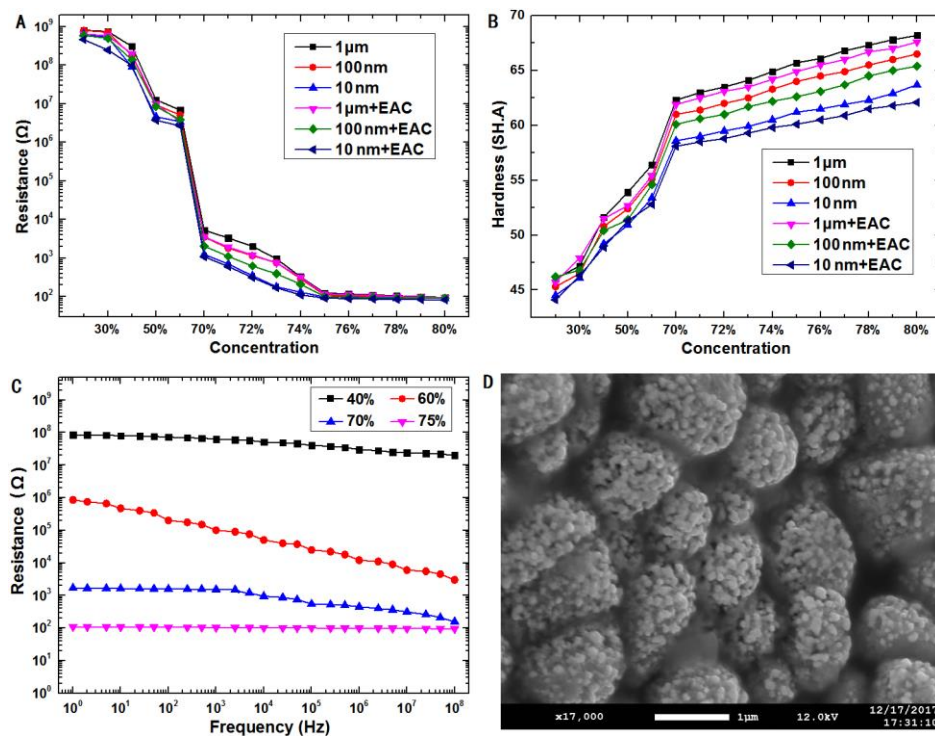 A
10⁹
10⁸
10⁷
10⁶
10⁵
10⁴
10³
10²
Resistance (Ω)
1μm
100nm
10nm
1μm+EAC
100nm+EAC
10nm+EAC
30% 50% 70% 72% 74% 76% 78% 80%
Concentration
B
70
65
60
55
50
45
Hardness (SH.A)
1μm
100nm
10nm
1μm+EAC
100nm+EAC
10nm+EAC
30% 50% 70% 72% 74% 76% 78% 80%
Concentration
C
10⁹
10⁸
10⁷
10⁶
10⁵
10⁴
10³
10²
10¹
10⁰
Resistance (Ω)
40% 60%
70% 75%
10⁰ 10¹ 10² 10³ 10⁴ 10⁵ 10⁶ 10⁷ 10⁸
Frequency (Hz)
D
12/17/2017
x17,000 1μm 12.0kV 17:31:10